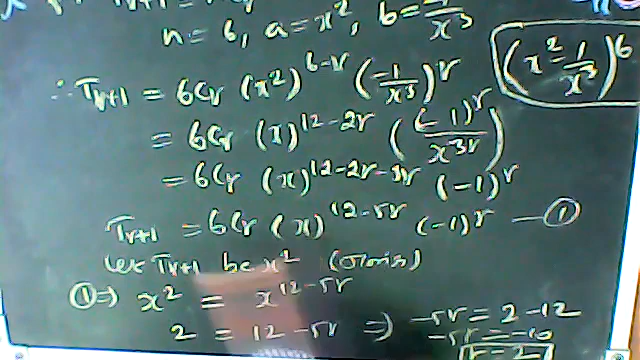 n = 6, a = x², b = -1/x³
(x² - 1/x³)⁶
∴ Tr+1 = 6Cr (x²)⁶⁻ʳ (-1/x³)ʳ
= 6Cr (x)¹²⁻²ʳ ((-1)ʳ/x³ʳ)
= 6Cr (x)¹²⁻²ʳ⁻³ʳ (-1)ʳ
Tr+1 = 6Cr (x)¹²⁻⁵ʳ (-1)ʳ — ①
Let Tr+1 be x²
① ⇒ x² = x¹²⁻⁵ʳ
2 = 12 - 5r ⇒ -5r = 2 - 12
-5r = -10
r = 2